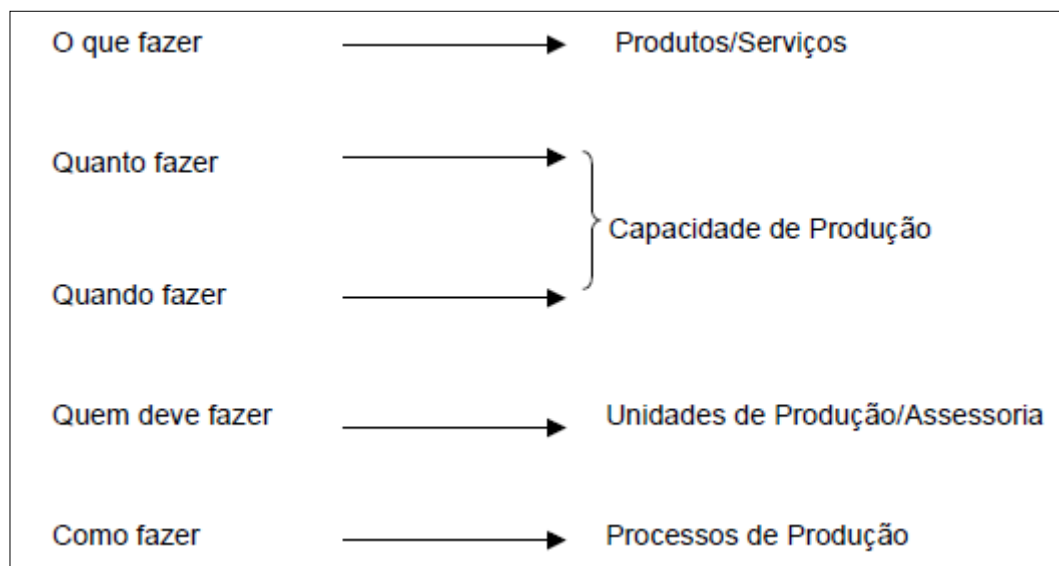 O que fazer Produtos/Serviços
Quanto fazer
Capacidade de Produção
Quando fazer
Quem deve fazer Unidades de Produção/Assessoria
Como fazer Processos de Produção